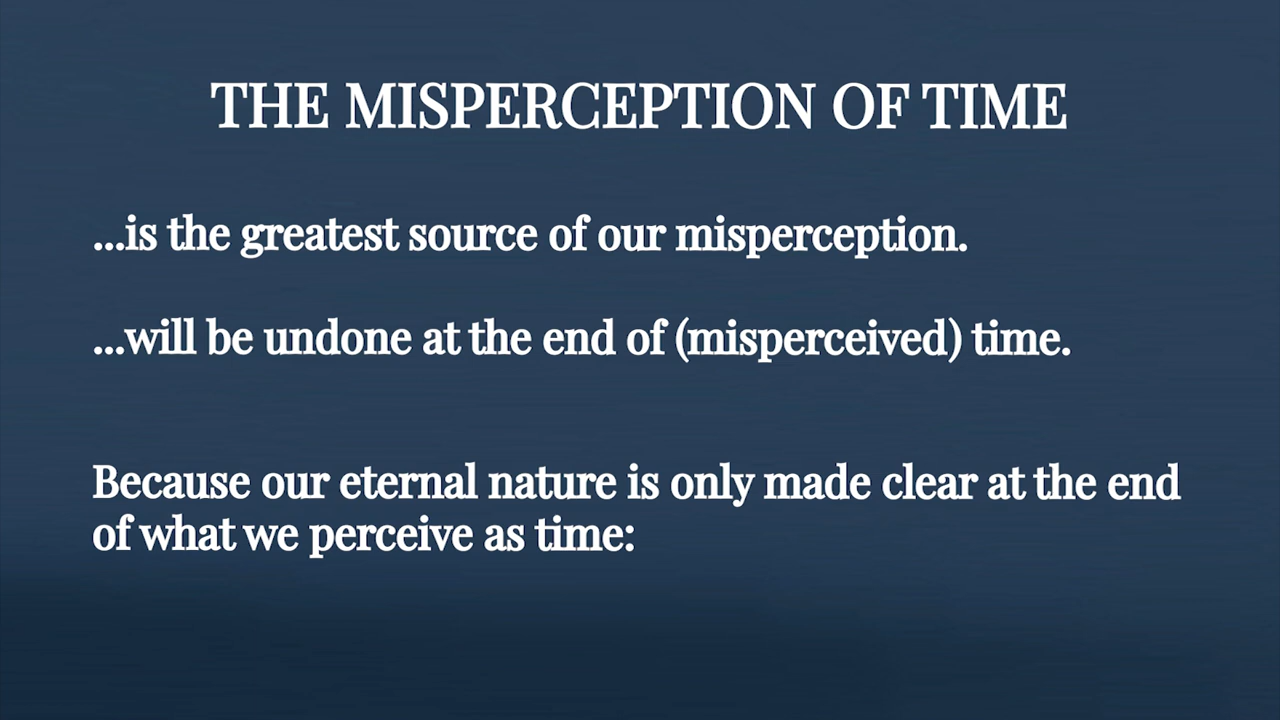 THE MISPERCEPTION OF TIME
...is the greatest source of our misperception.
...will be undone at the end of (misperceived) time.
Because our eternal nature is only made clear at the end
of what we perceive as time: